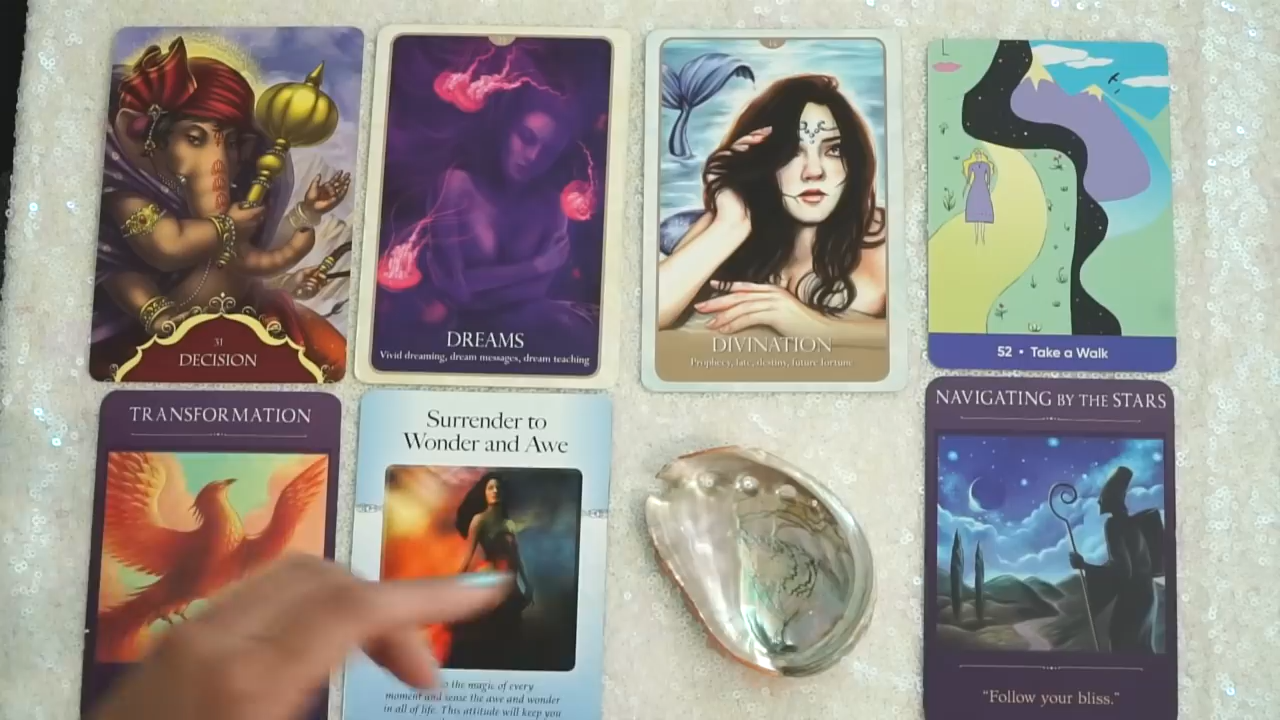 31
DECISION
DREAMS
Vivid dreaming, dream messages, dream teaching
DIVINATION
Prophecy, fate, destiny, future fortune
L
52 • Take a Walk
TRANSFORMATION
Surrender to
Wonder and Awe
the magic of every
moment and sense the awe and wonder
in all of life. This attitude will keep you
NAVIGATING BY THE STARS
"Follow your bliss."